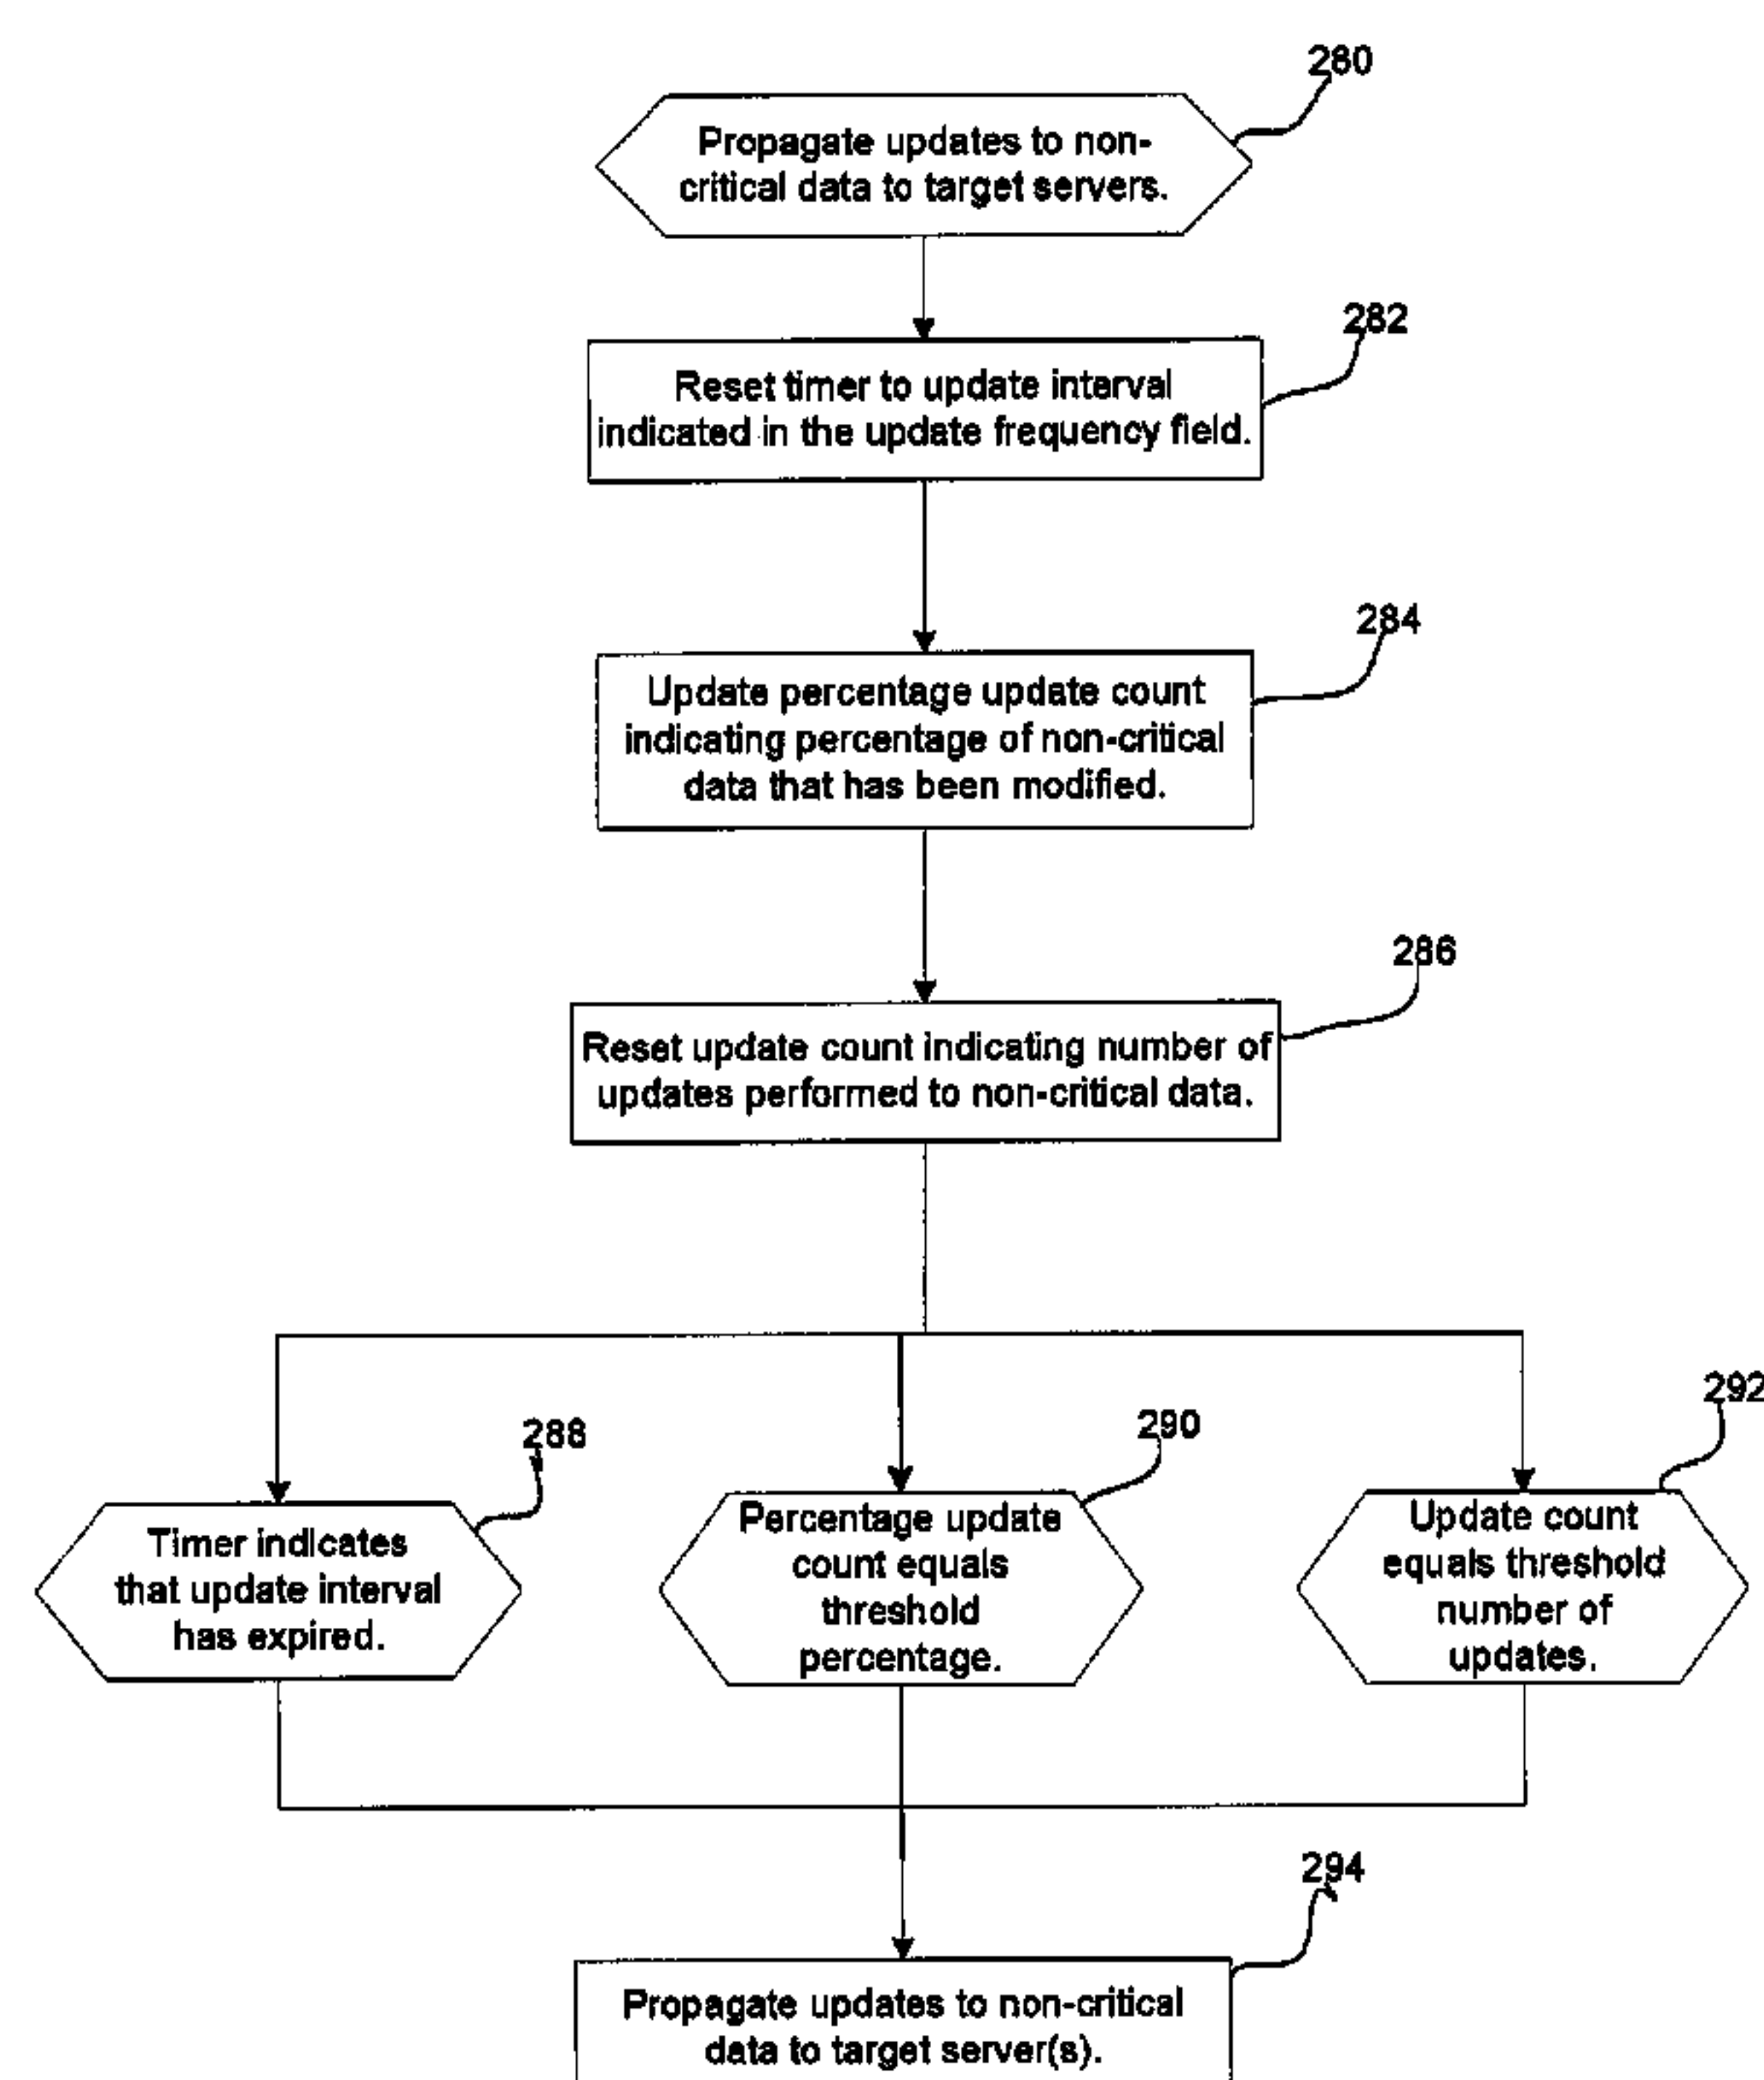 280
Propagate updates to non-
critical data to target servers.
282
Reset timer to update interval
indicated in the update frequency field.
284
Update percentage update count
indicating percentage of non-critical
data that has been modified.
286
Reset update count indicating number of
updates performed to non-critical data.
288
Timer indicates
that update interval
has expired.
290
Percentage update
count equals
threshold
percentage.
292
Update count
equals threshold
number of
updates.
294
Propagate updates to non-critical
data to target server(s).